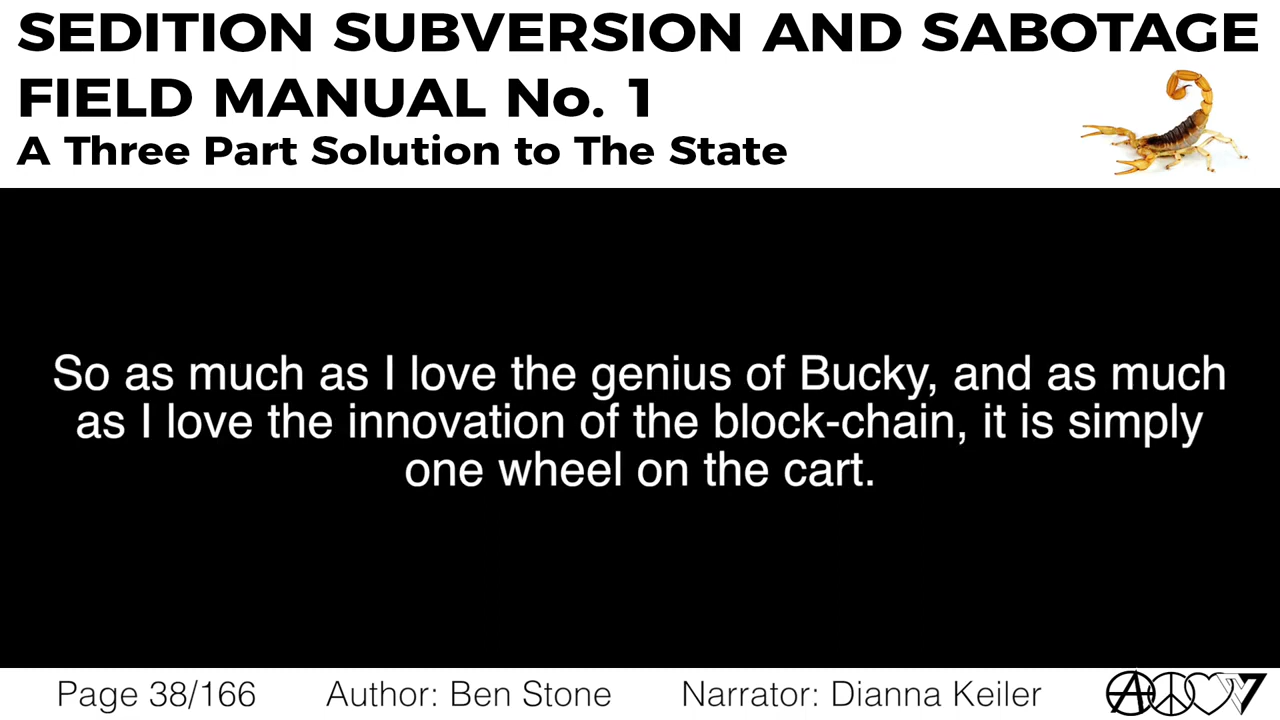 SEDITION SUBVERSION AND SABOTAGE
FIELD MANUAL No. 1
A Three Part Solution to The State
So as much as I love the genius of Bucky, and as much
as I love the innovation of the block-chain, it is simply
one wheel on the cart.
Page 38/166 Author: Ben Stone Narrator: Dianna Keiler